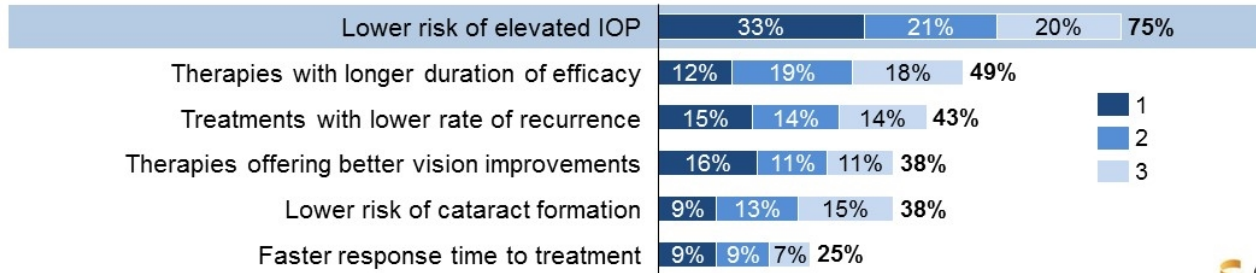 Lower risk of elevated IOP 33% 21% 20% 75%
Therapies with longer duration of efficacy 12% 19% 18% 49%
Treatments with lower rate of recurrence 15% 14% 14% 43%
Therapies offering better vision improvements 16% 11% 11% 38%
Lower risk of cataract formation 9% 13% 15% 38%
Faster response time to treatment 9% 9% 7% 25%
1
2
3